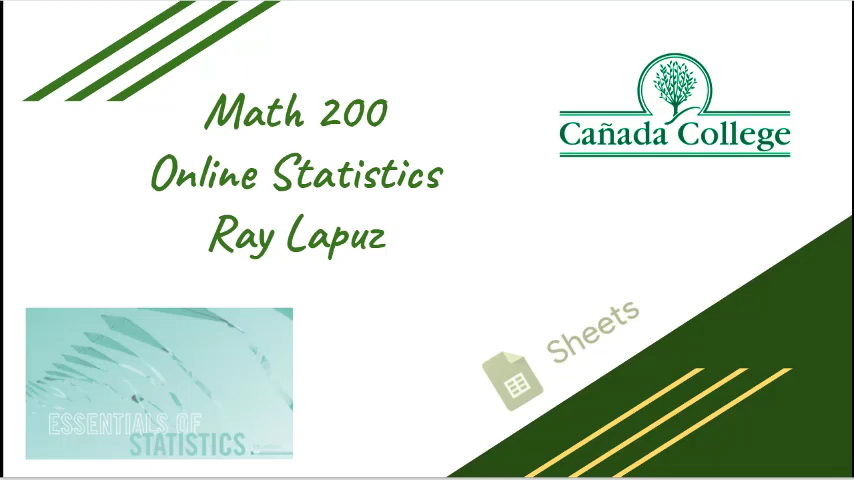 Math 200
Online Statistics
Ray Lapuz
Cañada College
Sheets
ESSENTIALS OF
STATISTICS